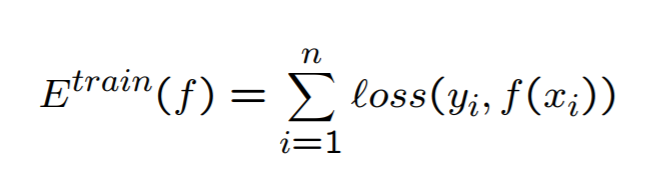 E^{train}(f) = \sum_{i=1}^{n} ℓoss(y_i, f(x_i))